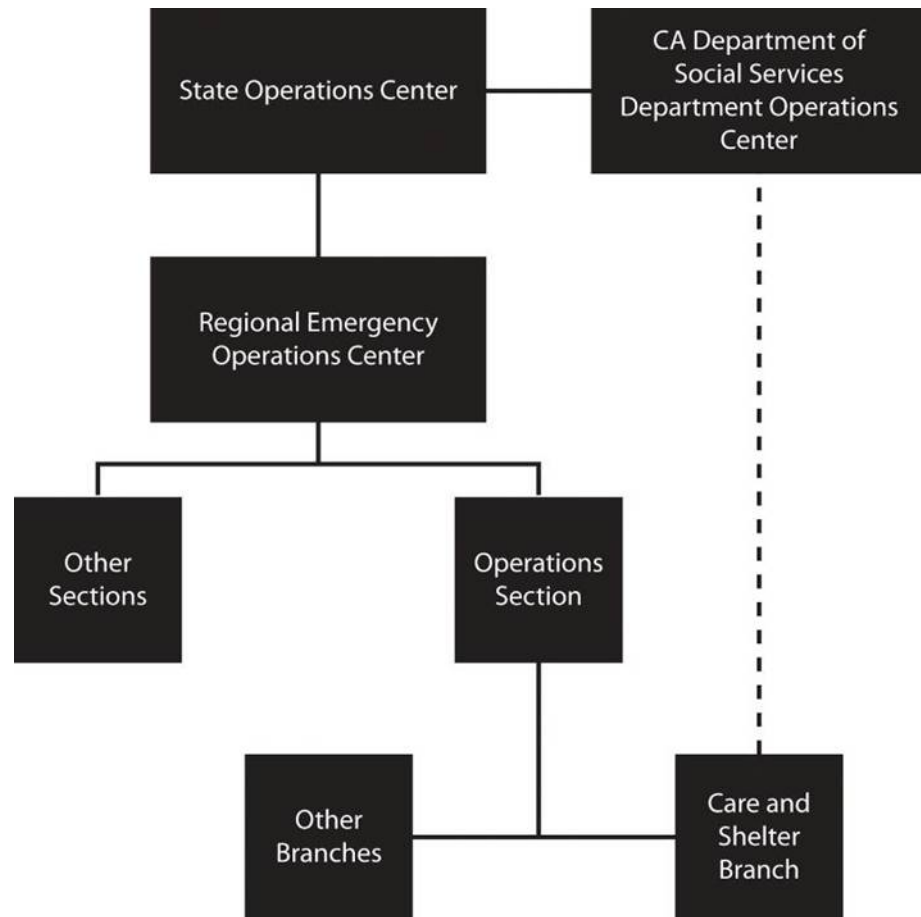 State Operations Center
CA Department of
Social Services
Department Operations
Center
Regional Emergency
Operations Center
Other
Sections
Operations
Section
Other
Branches
Care and
Shelter
Branch